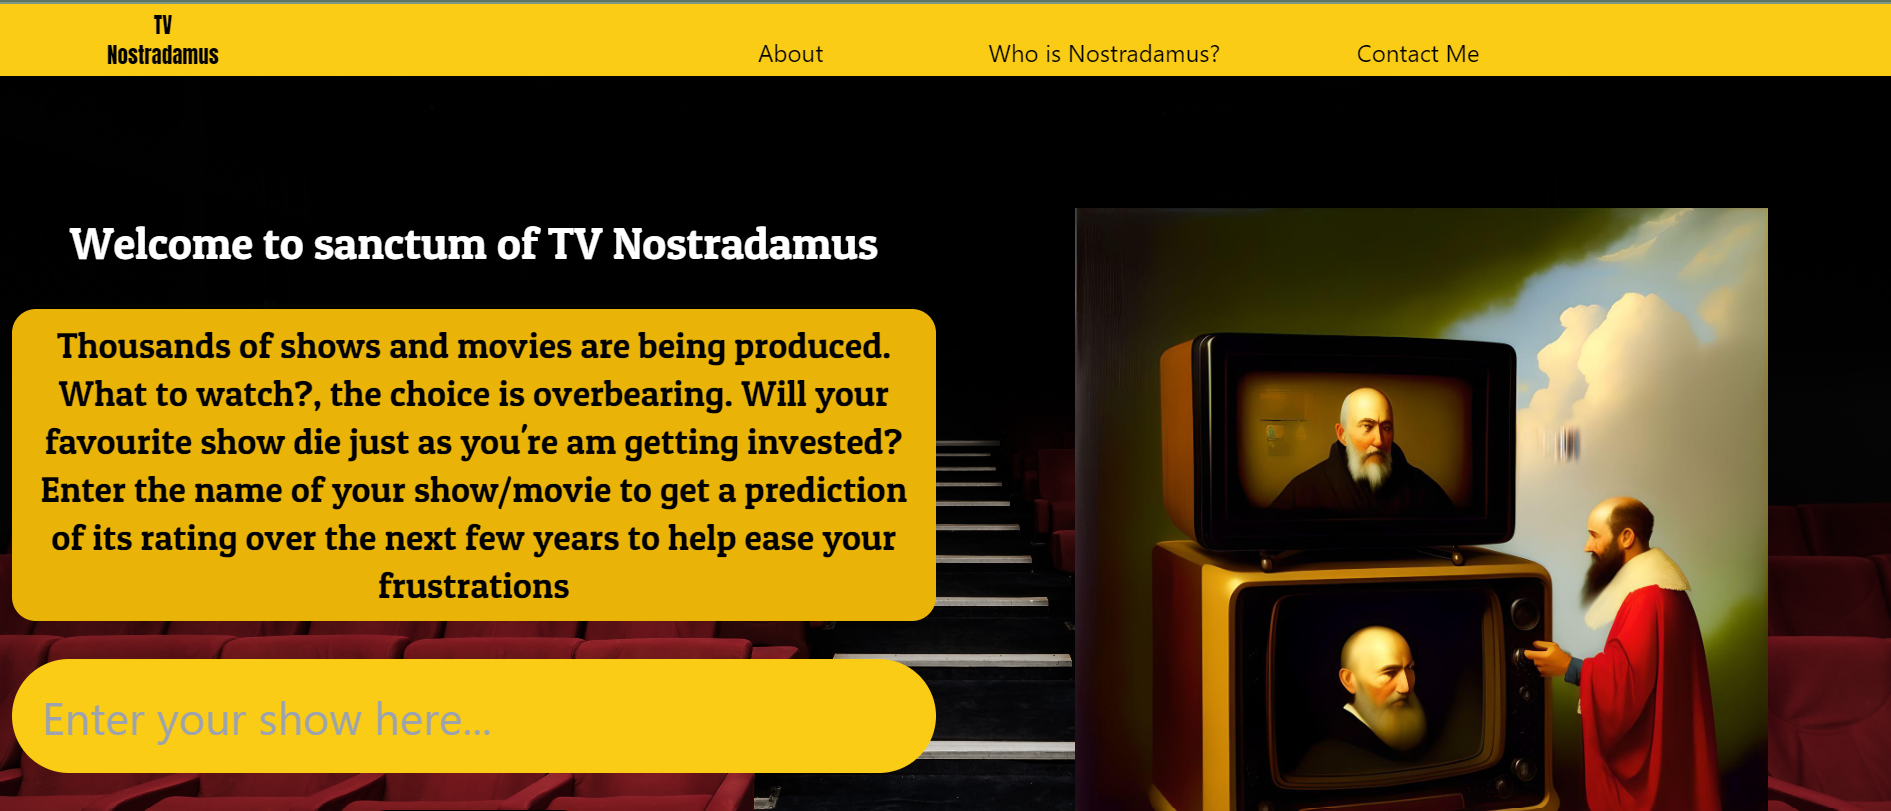 TV
Nostradamus
About
Who is Nostradamus?
Contact Me
Welcome to sanctum of TV Nostradamus
Thousands of shows and movies are being produced.
What to watch?, the choice is overbearing. Will your
favourite show die just as you're am getting invested?
Enter the name of your show/movie to get a prediction
of its rating over the next few years to help ease your
frustrations
Enter your show here...